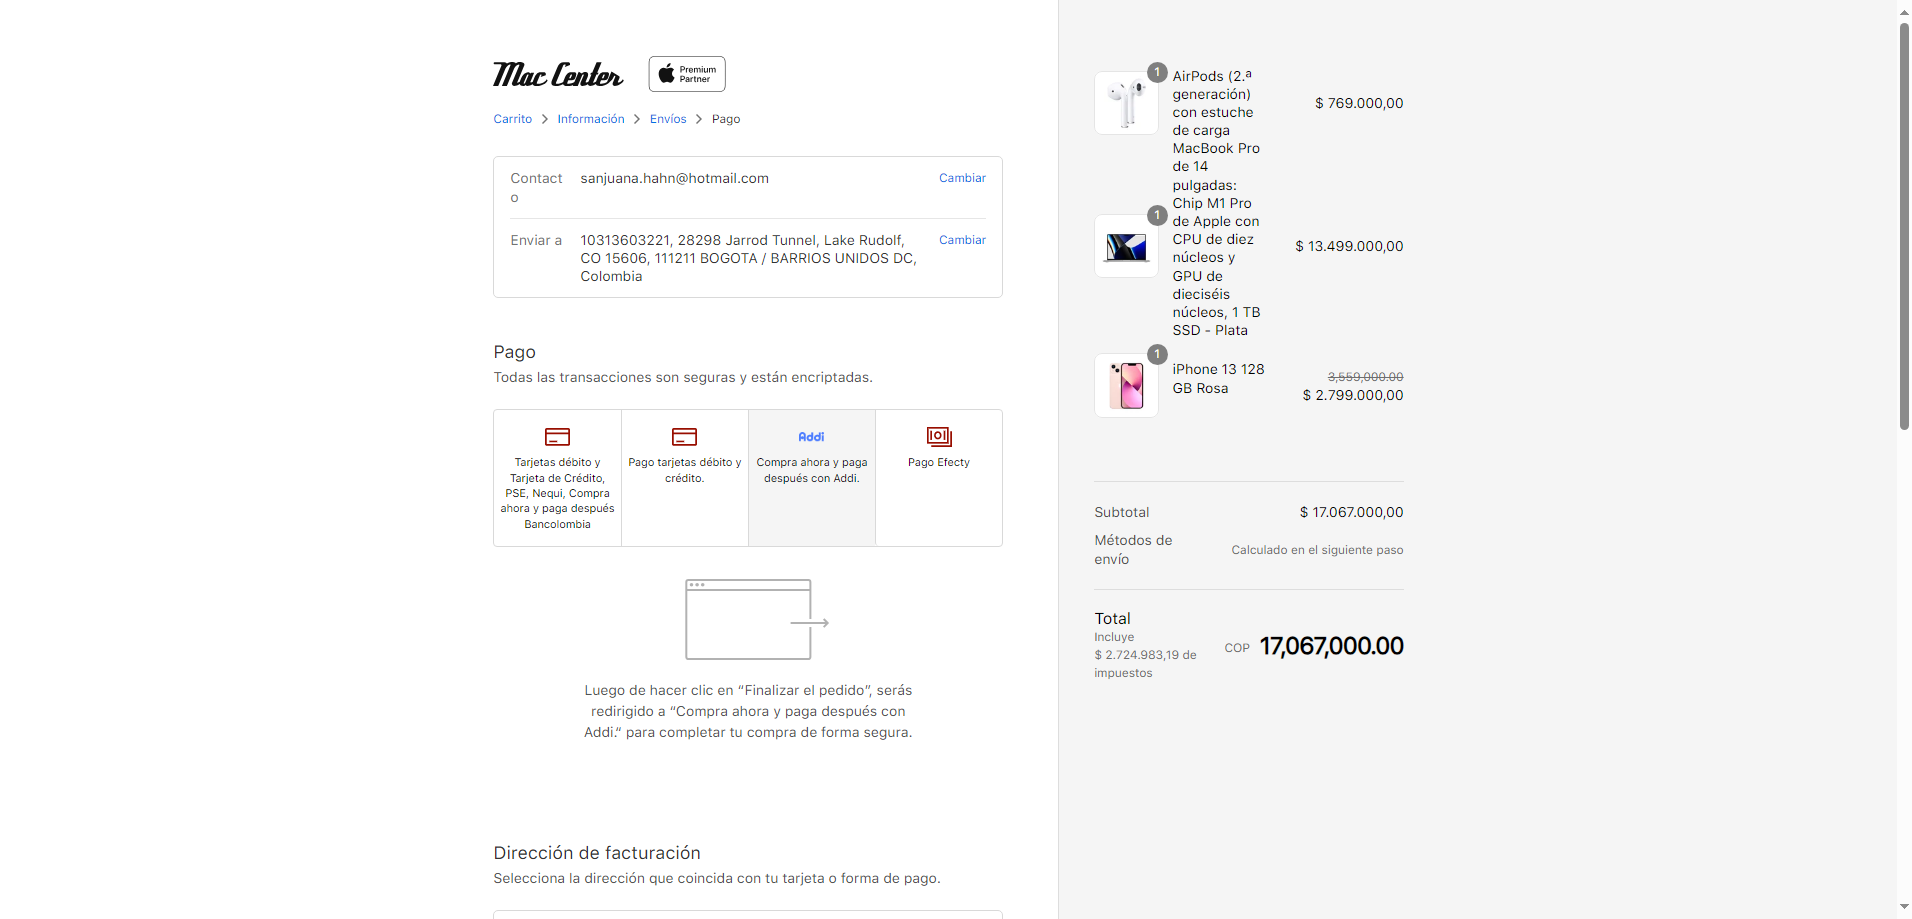 Mac Center
Premium
Partner
Carrito
Información
Envíos
Pago
Contact
o
sanjuana.hahn@hotmail.com
Cambiar
Enviar a
10313603221, 28298 Jarrod Tunnel, Lake Rudolf,
CO 15606, 111211 BOGOTA / BARRIOS UNIDOS DC,
Colombia
Cambiar
Pago
Todas las transacciones son seguras y están encriptadas.
Tarjetas débito y
Tarjeta de Crédito,
PSE, Nequi, Compra
ahora y paga después
Bancolombia
Pago tarjetas débito y
crédito.
Addi
Compra ahora y paga
después con Addi.
Pago Efecty
Luego de hacer clic en “Finalizar el pedido”, serás
redirigido a “Compra ahora y paga después con
Addi.” para completar tu compra de forma segura.
Dirección de facturación
Selecciona la dirección que coincida con tu tarjeta o forma de pago.
1
AirPods (2.ª
generación)
con estuche
de carga
$ 769.000,00
1
MacBook Pro
de 14
pulgadas:
Chip M1 Pro
de Apple con
CPU de diez
núcleos y
GPU de
dieciséis
núcleos, 1 TB
SSD - Plata
$ 13.499.000,00
1
iPhone 13 128
GB Rosa
3,559,000.00
$ 2.799.000,00
Subtotal
$ 17.067.000,00
Métodos de
envío
Calculado en el siguiente paso
Total
Incluye
$ 2.724.983,19 de
impuestos
COP 17,067,000.00